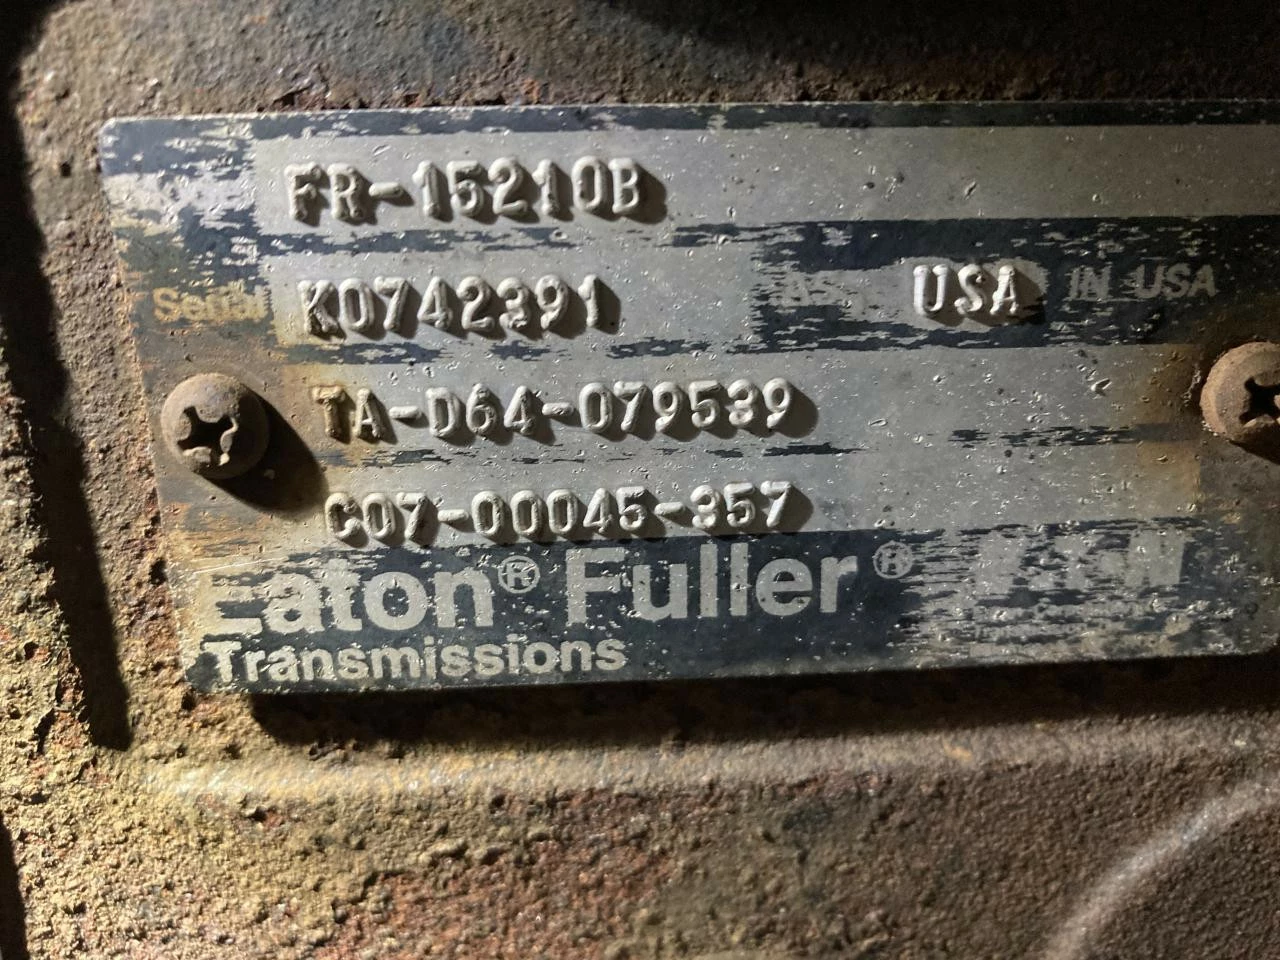 FR-15210B
Serial K0742391 USA IN USA
TA-D64-079539
C07-00045-357
Eaton® Fuller®
Transmissions